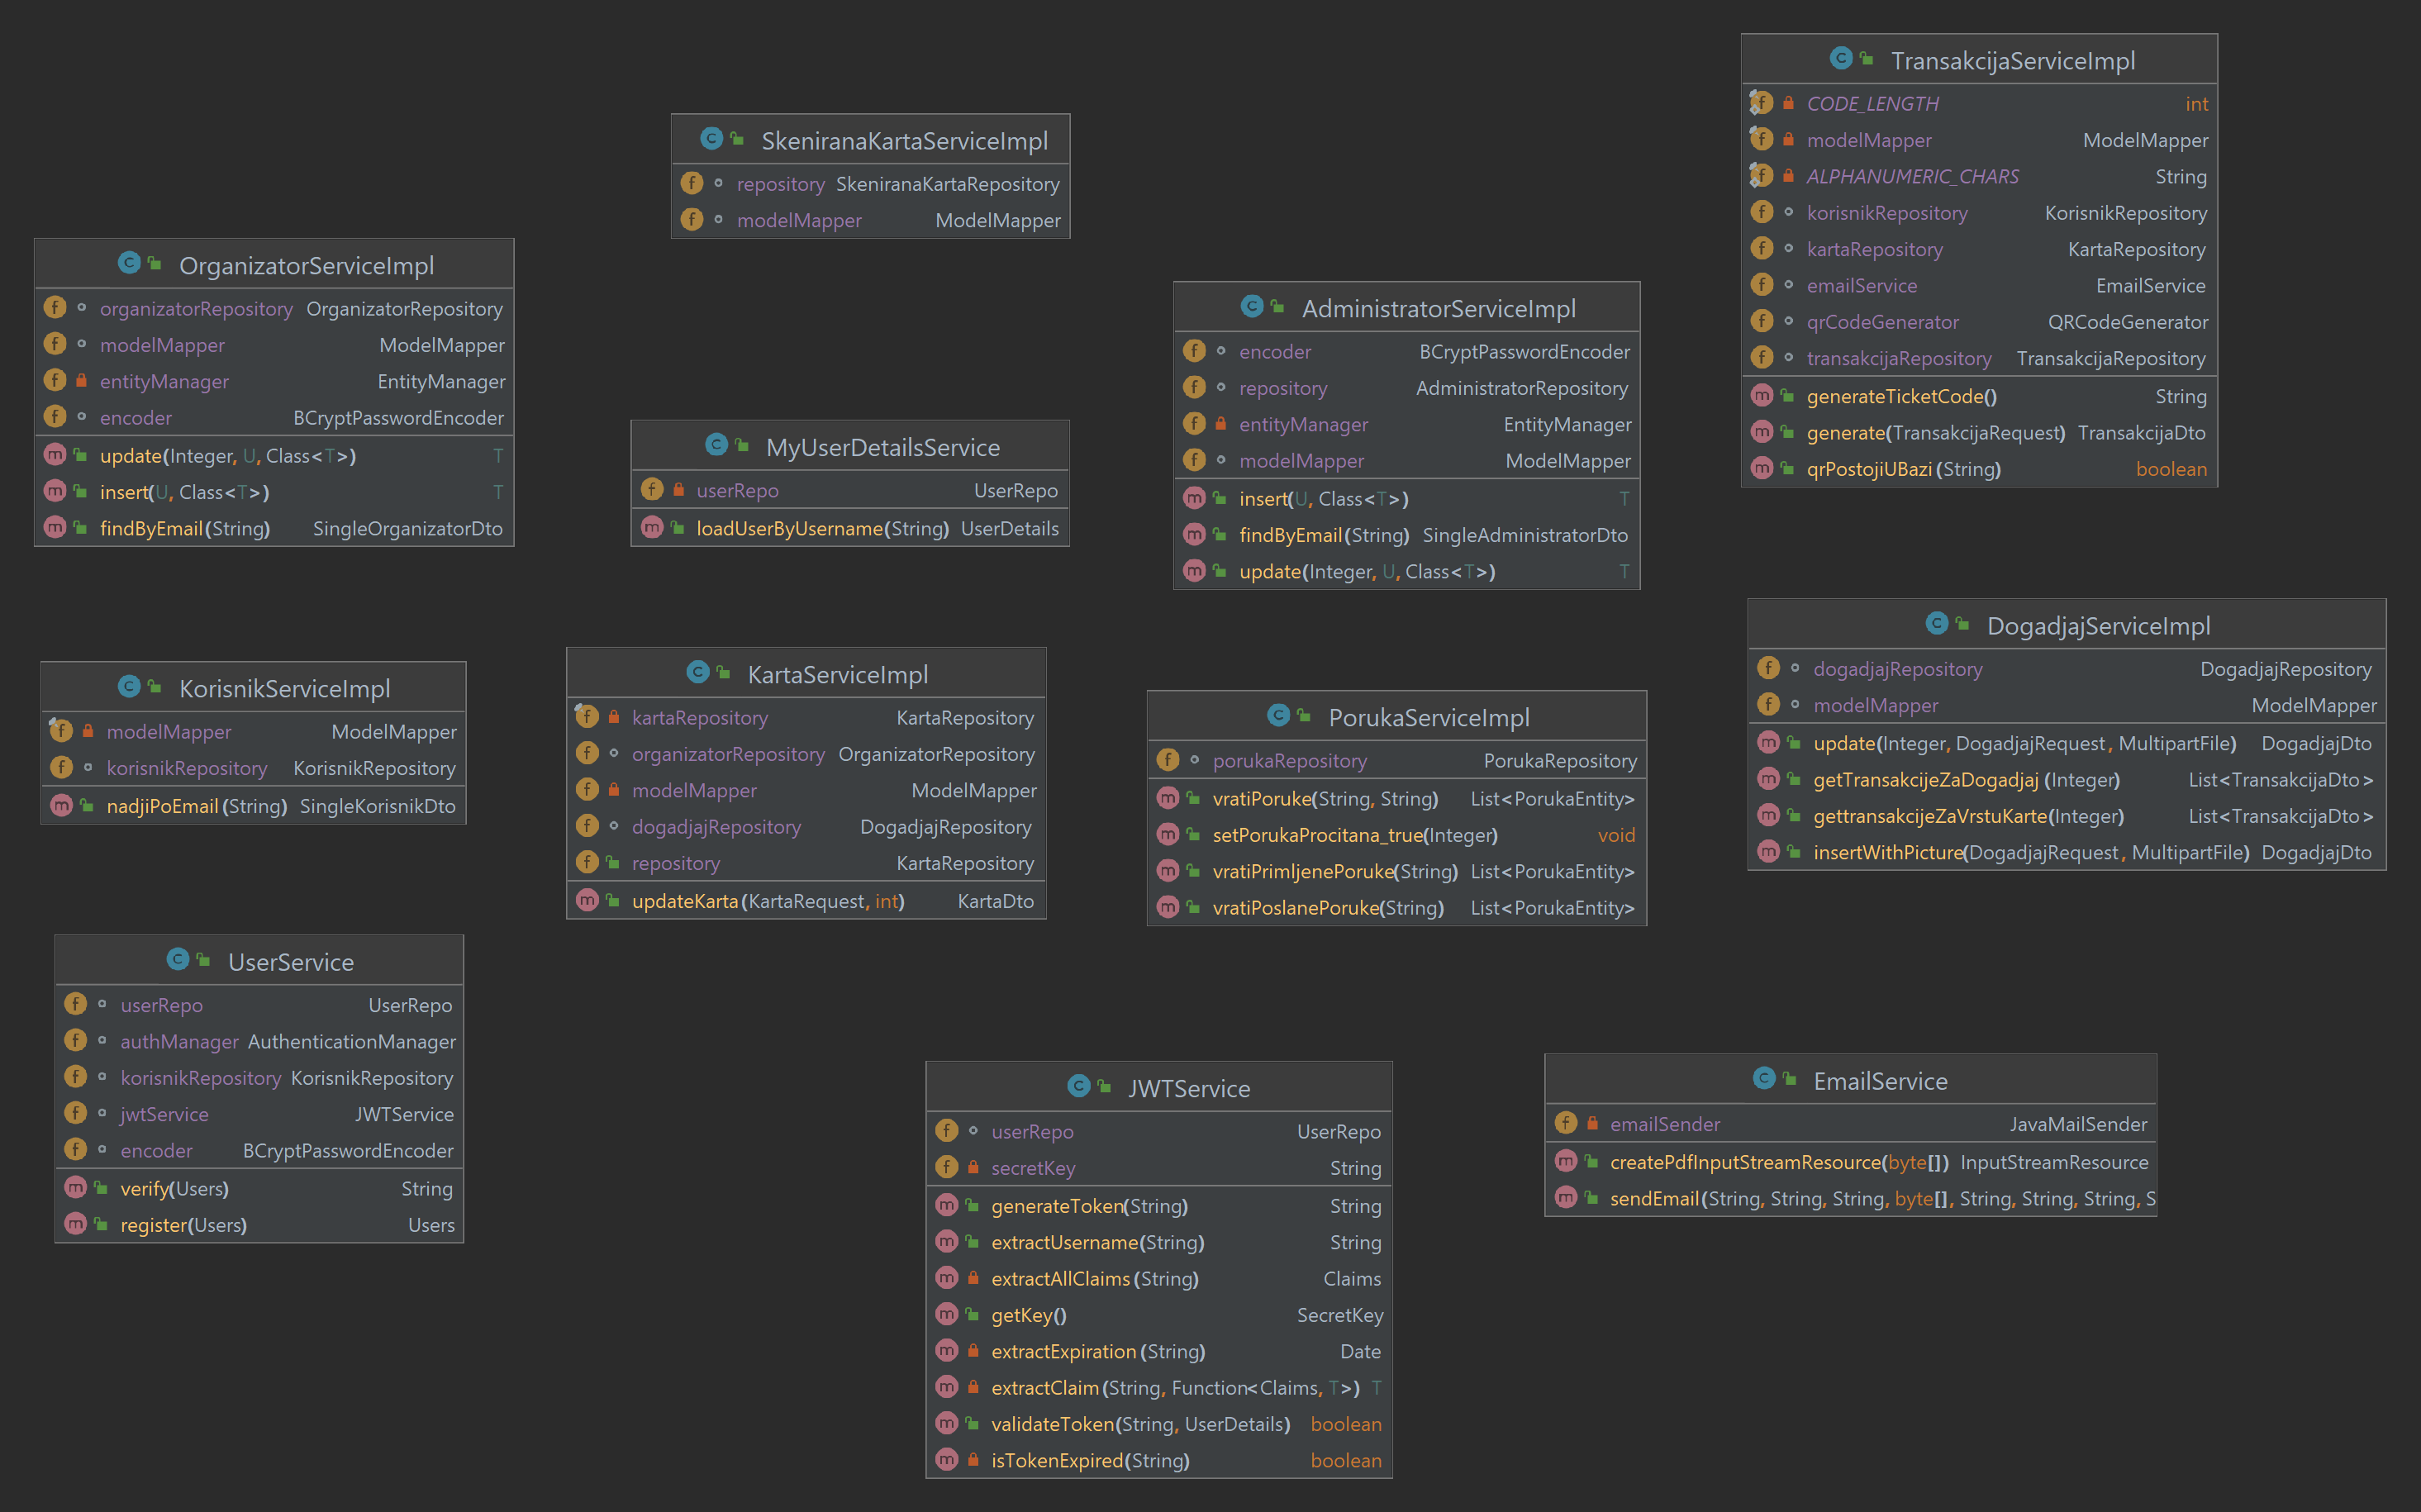 TransakcijaServiceImpl
CODE_LENGTH int
modelMapper ModelMapper
ALPHANUMERIC_CHARS String
korisnikRepository KorisnikRepository
kartaRepository KartaRepository
emailService EmailService
qrCodeGenerator QRCodeGenerator
transakcijaRepository TransakcijaRepository
generateTicketCode() String
generate(TransakcijaRequest) TransakcijaDto
qrPostojiUBazi(String) boolean
SkeniranaKartaServiceImpl
repository SkeniranaKartaRepository
modelMapper ModelMapper
OrganizatorServiceImpl
organizatorRepository OrganizatorRepository
modelMapper ModelMapper
entityManager EntityManager
encoder BCryptPasswordEncoder
update(Integer, U, Class<T>) T
insert(U, Class<T>) T
findByEmail(String) SingleOrganizatorDto
AdministratorServiceImpl
encoder BCryptPasswordEncoder
repository AdministratorRepository
entityManager EntityManager
modelMapper ModelMapper
insert(U, Class<T>) T
findByEmail(String) SingleAdministratorDto
update(Integer, U, Class<T>) T
MyUserDetailsService
userRepo UserRepo
loadUserByUsername(String) UserDetails
DogadjajServiceImpl
dogadjajRepository DogadjajRepository
modelMapper ModelMapper
update(Integer, DogadjajRequest, MultipartFile) DogadjajDto
getTransakcijeZaDogadjaj(Integer) List<TransakcijaDto>
gettransakcijeZaVrstuKarte(Integer) List<TransakcijaDto>
insertWithPicture(DogadjajRequest, MultipartFile) DogadjajDto
KorisnikServiceImpl
modelMapper ModelMapper
korisnikRepository KorisnikRepository
nadjiPoEmail(String) SingleKorisnikDto
KartaServiceImpl
kartaRepository KartaRepository
organizatorRepository OrganizatorRepository
modelMapper ModelMapper
dogadjajRepository DogadjajRepository
repository KartaRepository
updateKarta(KartaRequest, int) KartaDto
PorukaServiceImpl
porukaRepository PorukaRepository
vratiPoruke(String, String) List<PorukaEntity>
setPorukaProcitana_true(Integer) void
vratiPrimljenePoruke(String) List<PorukaEntity>
vratiPoslanePoruke(String) List<PorukaEntity>
UserService
userRepo UserRepo
authManager AuthenticationManager
korisnikRepository KorisnikRepository
jwtService JWTService
encoder BCryptPasswordEncoder
verify(Users) String
register(Users) Users
JWTService
userRepo UserRepo
secretKey String
generateToken(String) String
extractUsername(String) String
extractAllClaims(String) Claims
getKey() SecretKey
extractExpiration(String) Date
extractClaim(String, Function<Claims, T>) T
validateToken(String, UserDetails) boolean
isTokenExpired(String) boolean
EmailService
emailSender JavaMailSender
createPdfInputStreamResource(byte[]) InputStreamResource
sendEmail(String, String, String, byte[], String, String, String, S